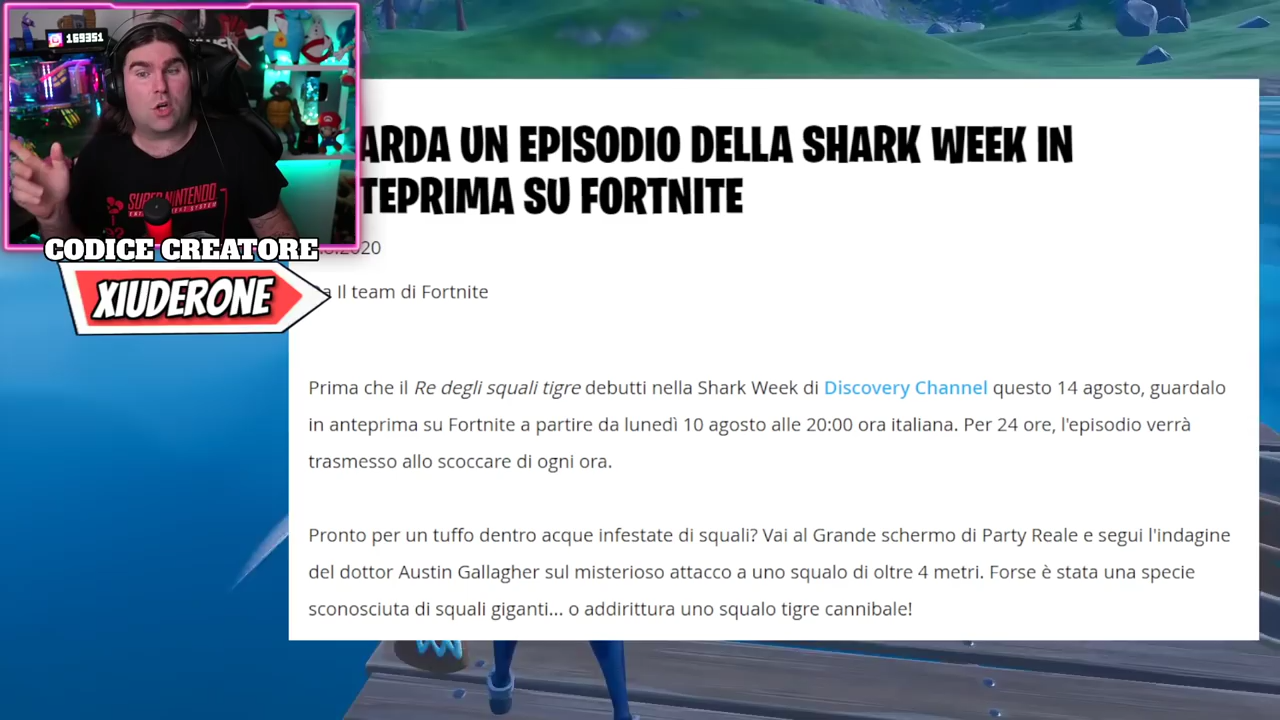 169351
ARDA UN EPISODIO DELLA SHARK WEEK IN
TEPRIMA SU FORTNITE
SUPER NINTENDO
CODICE CREATORE
XIUDERONE
2020
Il team di Fortnite
Prima che il Re degli squali tigre debutti nella Shark Week di Discovery Channel questo 14 agosto, guardalo
in anteprima su Fortnite a partire da lunedì 10 agosto alle 20:00 ora italiana. Per 24 ore, l'episodio verrà
trasmesso allo scoccare di ogni ora.
Pronto per un tuffo dentro acque infestate di squali? Vai al Grande schermo di Party Reale e segui l'indagine
del dottor Austin Gallagher sul misterioso attacco a uno squalo di oltre 4 metri. Forse è stata una specie
sconosciuta di squali giganti... o addirittura uno squalo tigre cannibale!